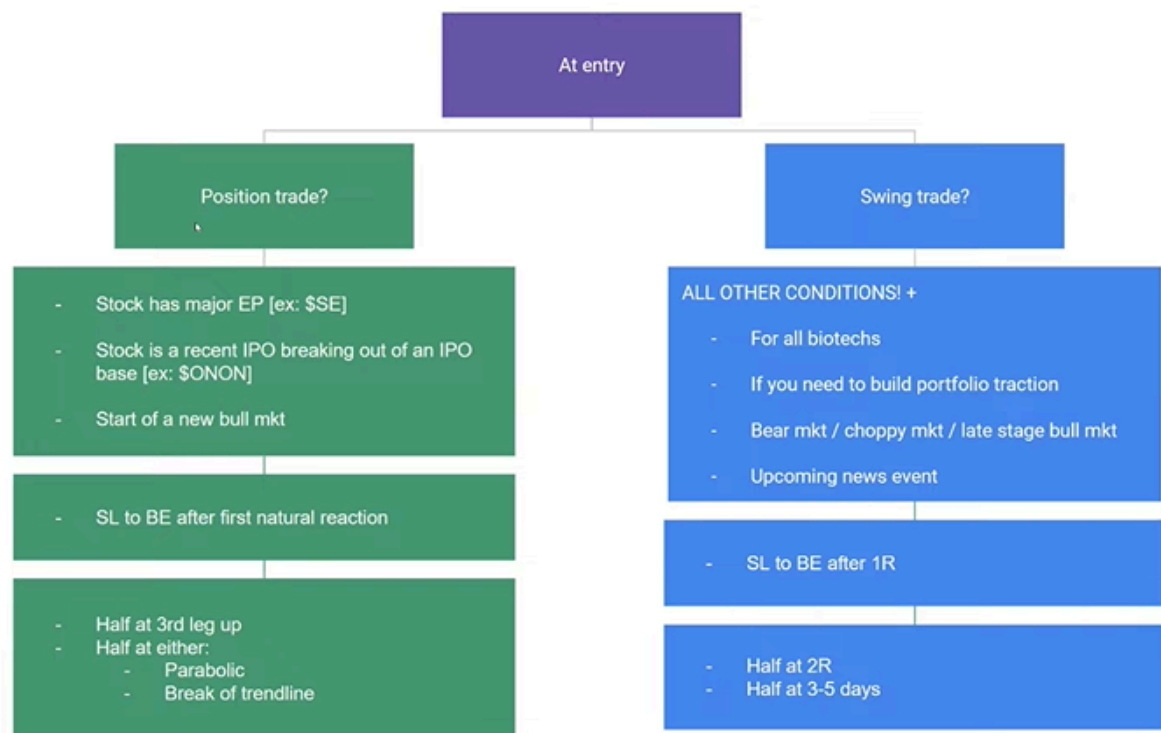 At entry
Position trade?
- Stock has major EP [ex: $SE]
- Stock is a recent IPO breaking out of an IPO
base [ex: $ONON]
- Start of a new bull mkt
- SL to BE after first natural reaction
- Half at 3rd leg up
- Half at either:
- Parabolic
- Break of trendline
Swing trade?
ALL OTHER CONDITIONS! +
- For all biotechs
- If you need to build portfolio traction
- Bear mkt / choppy mkt / late stage bull mkt
- Upcoming news event
- SL to BE after 1R
- Half at 2R
- Half at 3-5 days